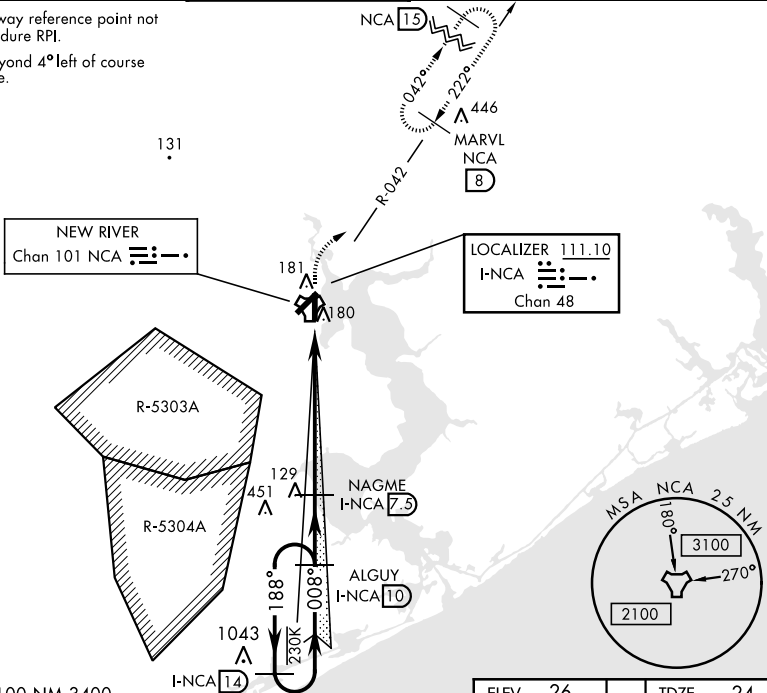 way reference point not
dure RPI.
yond 4° left of course
e.
NCA 15
042°
222°
446
MARVL
NCA
8
R-042
131
NEW RIVER
Chan 101 NCA
LOCALIZER 111.10
I-NCA
Chan 48
181
180
R-5303A
R-5304A
129
451
NAGME
I-NCA 7.5
ALGUY
I-NCA 10
188°
008°
230K
1043
I-NCA 14
MSA NCA 25 NM
180°
3100
270°
2100
00 NM 3400
ELEV 26
TDZE 24